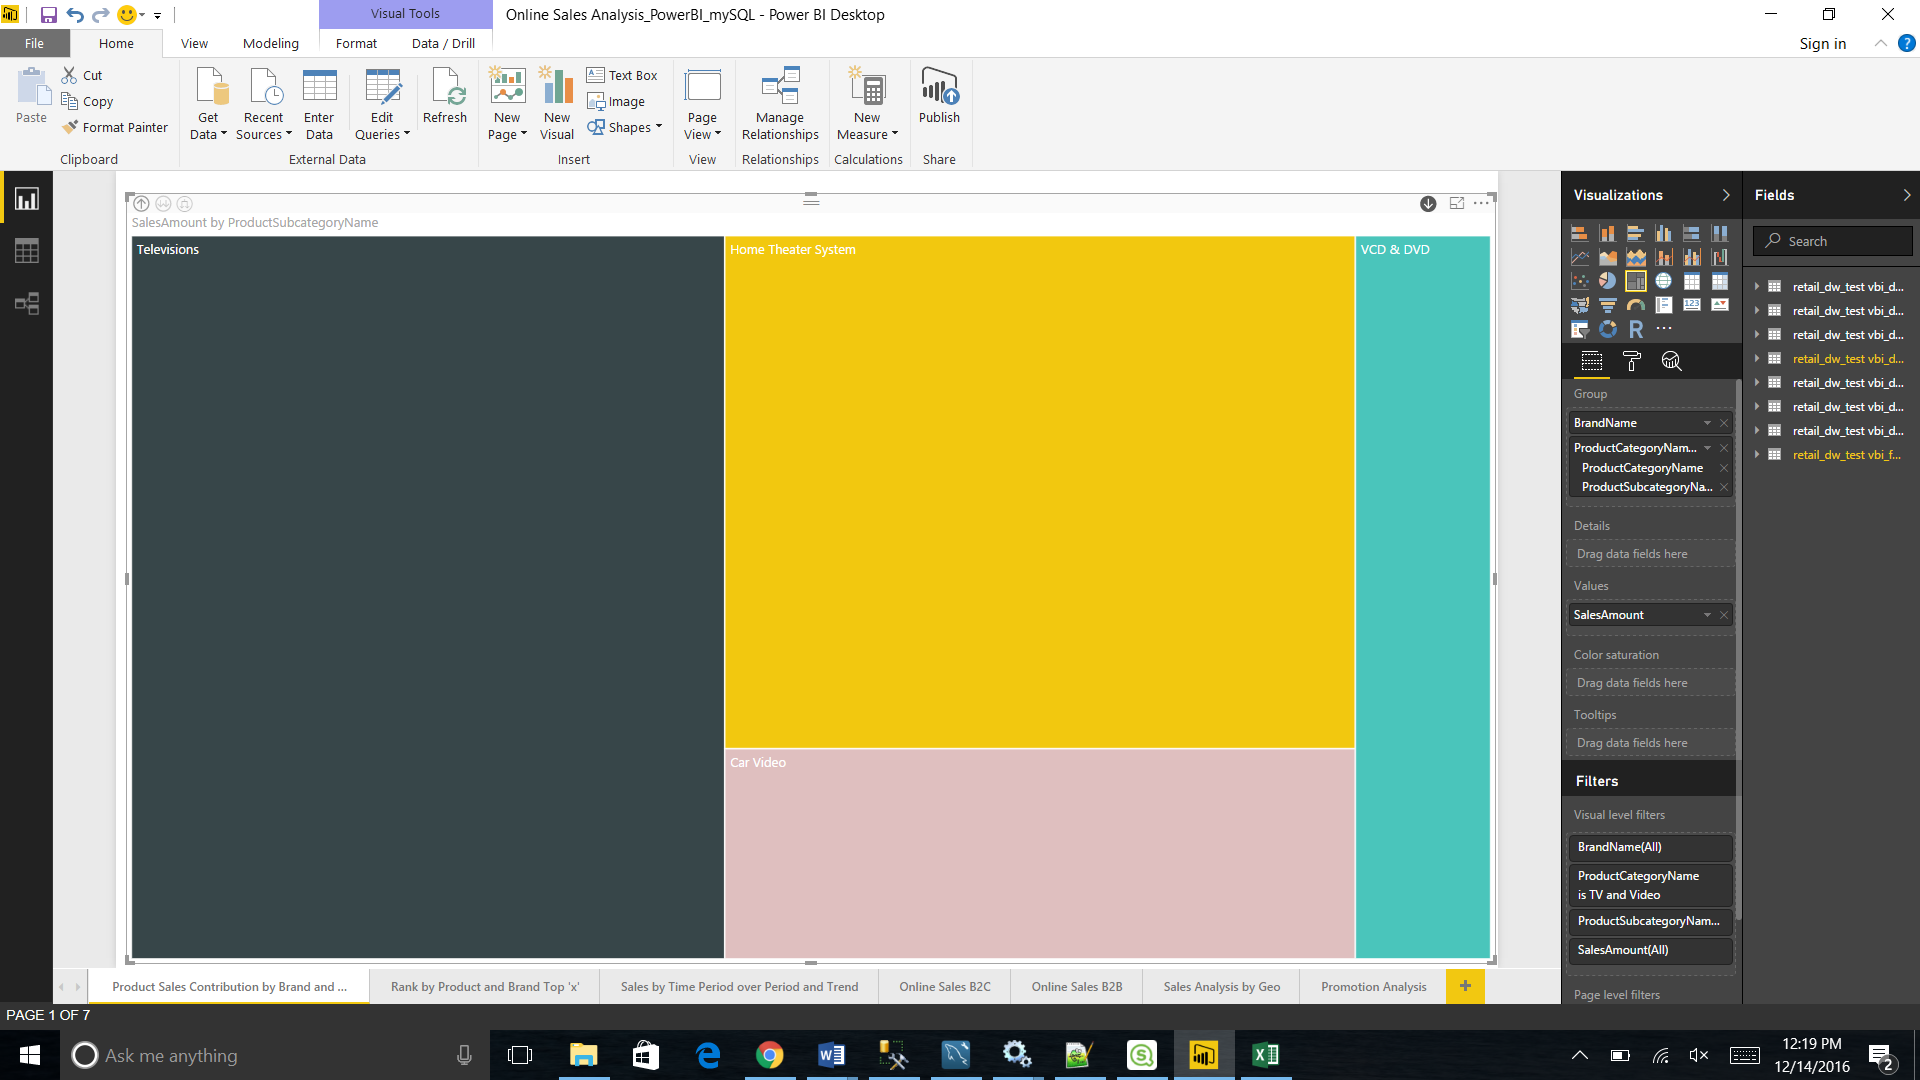 Visual Tools
Online Sales Analysis_PowerBI_mySQL - Power BI Desktop
File
Home
View
Modeling
Format
Data / Drill
Sign in
?
Paste
Cut
Copy
Format Painter
Clipboard
Get Data
Recent Sources
Enter Data
Edit Queries
Refresh
External Data
New Page
New Visual
Text Box
Image
Shapes
Insert
Page View
View
Manage Relationships
Relationships
New Measure
Calculations
Publish
Share
SalesAmount by ProductSubcategoryName
Televisions
Home Theater System
VCD & DVD
Car Video
Visualizations
123
R
Group
BrandName
ProductCategoryNam...
ProductCategoryName
ProductSubcategoryNa...
Details
Drag data fields here
Values
SalesAmount
Color saturation
Drag data fields here
Tooltips
Drag data fields here
Filters
Visual level filters
BrandName(All)
ProductCategoryName
is TV and Video
ProductSubcategoryNam...
SalesAmount(All)
Page level filters
Fields
Search
retail_dw_test vbi_d...
retail_dw_test vbi_d...
retail_dw_test vbi_d...
retail_dw_test vbi_d...
retail_dw_test vbi_d...
retail_dw_test vbi_d...
retail_dw_test vbi_d...
retail_dw_test vbi_f...
Product Sales Contribution by Brand and ...
Rank by Product and Brand Top 'x'
Sales by Time Period over Period and Trend
Online Sales B2C
Online Sales B2B
Sales Analysis by Geo
Promotion Analysis
+
PAGE 1 OF 7
Ask me anything
12:19 PM
12/14/2016
2